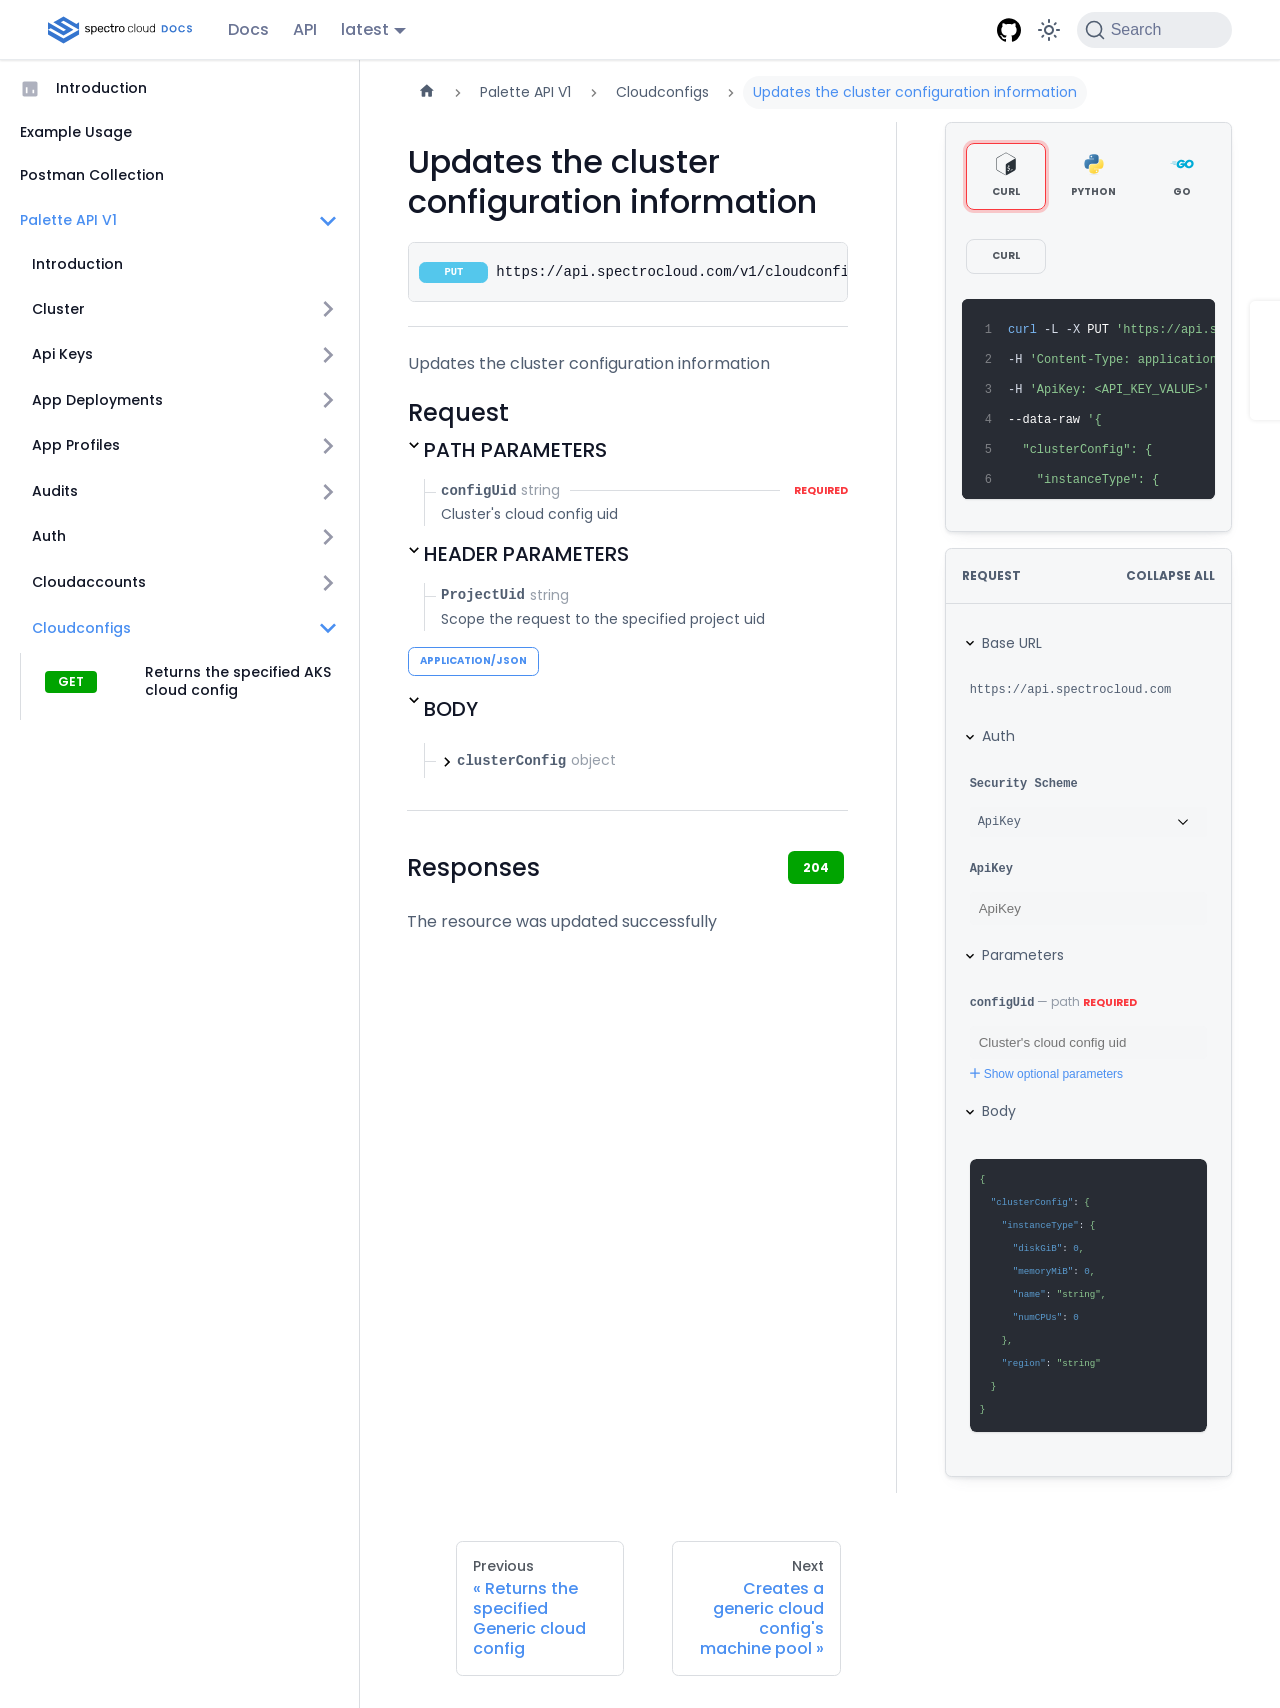 spectro cloud DOCS
Docs
API
latest
Search
Introduction
Example Usage
Postman Collection
Palette API V1
Introduction
Cluster
Api Keys
App Deployments
App Profiles
Audits
Auth
Cloudaccounts
Cloudconfigs
GET
Returns the specified AKS
cloud config
Palette API V1
Cloudconfigs
Updates the cluster configuration information
Updates the cluster
configuration information
PUT
https://api.spectrocloud.com/v1/cloudconfi
Updates the cluster configuration information
Request
PATH PARAMETERS
configUid string
REQUIRED
Cluster's cloud config uid
HEADER PARAMETERS
ProjectUid string
Scope the request to the specified project uid
APPLICATION/JSON
BODY
clusterConfig object
Responses
204
The resource was updated successfully
CURL
PYTHON
GO
CURL
1 curl -L -X PUT 'https://api.s
2 -H 'Content-Type: application
3 -H 'ApiKey: <API_KEY_VALUE>'
4 --data-raw '{
5 "clusterConfig": {
6 "instanceType": {
REQUEST
COLLAPSE ALL
Base URL
https://api.spectrocloud.com
Auth
Security Scheme
ApiKey
ApiKey
ApiKey
Parameters
configUid — path REQUIRED
Cluster's cloud config uid
Show optional parameters
Body
{
"clusterConfig": {
"instanceType": {
"diskGiB": 0,
"memoryMiB": 0,
"name": "string",
"numCPUs": 0
},
"region": "string"
}
}
Previous
« Returns the
specified
Generic cloud
config
Next
Creates a
generic cloud
config's
machine pool »